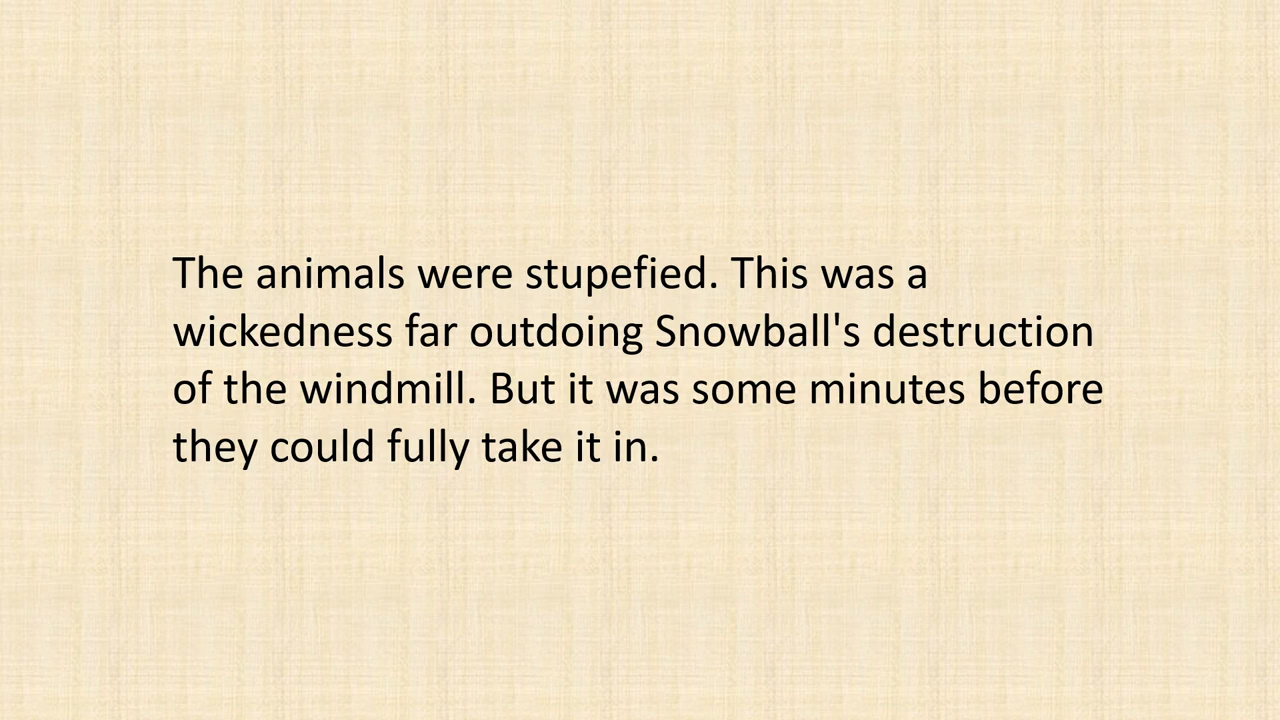 The animals were stupefied. This was a
wickedness far outdoing Snowball's destruction
of the windmill. But it was some minutes before
they could fully take it in.